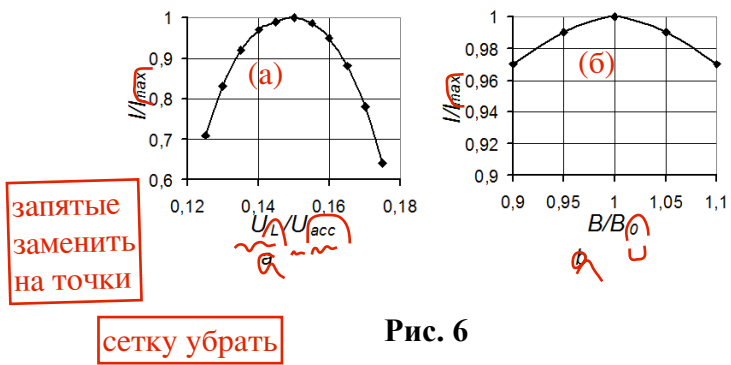 1
0,9
0,8
0,7
0,6
0,12 0,14 0,16 0,18
I/Imax
(а)
UL/Uacc
a
1
0,98
0,96
0,94
0,92
0,9
0,9 0,95 1 1,05 1,1
I/Imax
(б)
B/B0
b
запятые
заменить
на точки
сетку убрать
Рис. 6